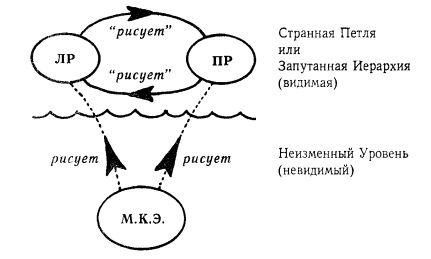 “рисует”
ЛР
ПР
“рисует”
Странная Петля
или
Запутанная Иерархия
(видимая)
рисует
рисует
Неизменный Уровень
(невидимый)
М.К.Э.